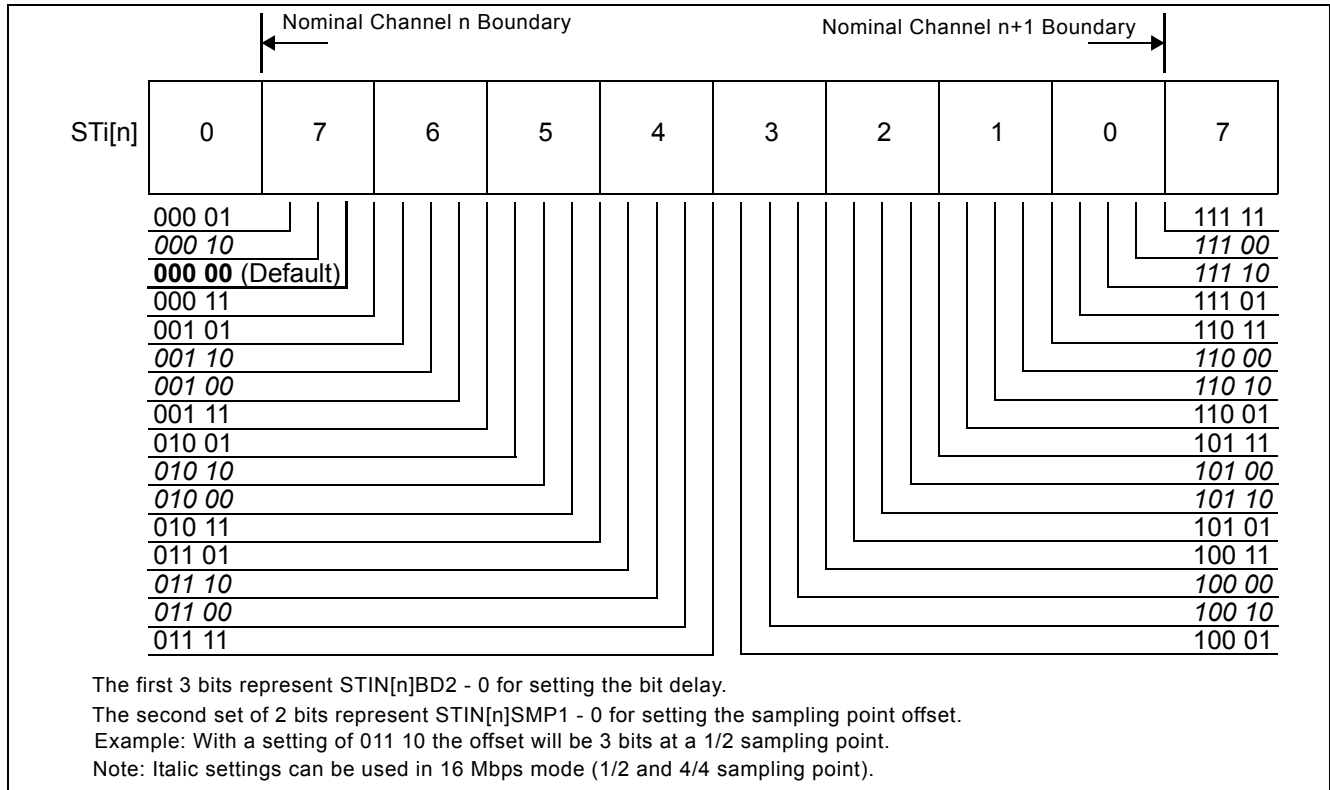 Nominal Channel n Boundary
Nominal Channel n+1 Boundary
STi[n] 0 7 6 5 4 3 2 1 0 7
000 01 111 11
000 10 111 00
000 00 (Default) 111 10
000 11 111 01
001 01 110 11
001 10 110 00
001 00 110 10
001 11 110 01
010 01 101 11
010 10 101 00
010 00 101 10
010 11 101 01
011 01 100 11
011 10 100 00
011 00 100 10
011 11 100 01
The first 3 bits represent STIN[n]BD2 - 0 for setting the bit delay.
The second set of 2 bits represent STIN[n]SMP1 - 0 for setting the sampling point offset.
Example: With a setting of 011 10 the offset will be 3 bits at a 1/2 sampling point.
Note: Italic settings can be used in 16 Mbps mode (1/2 and 4/4 sampling point).